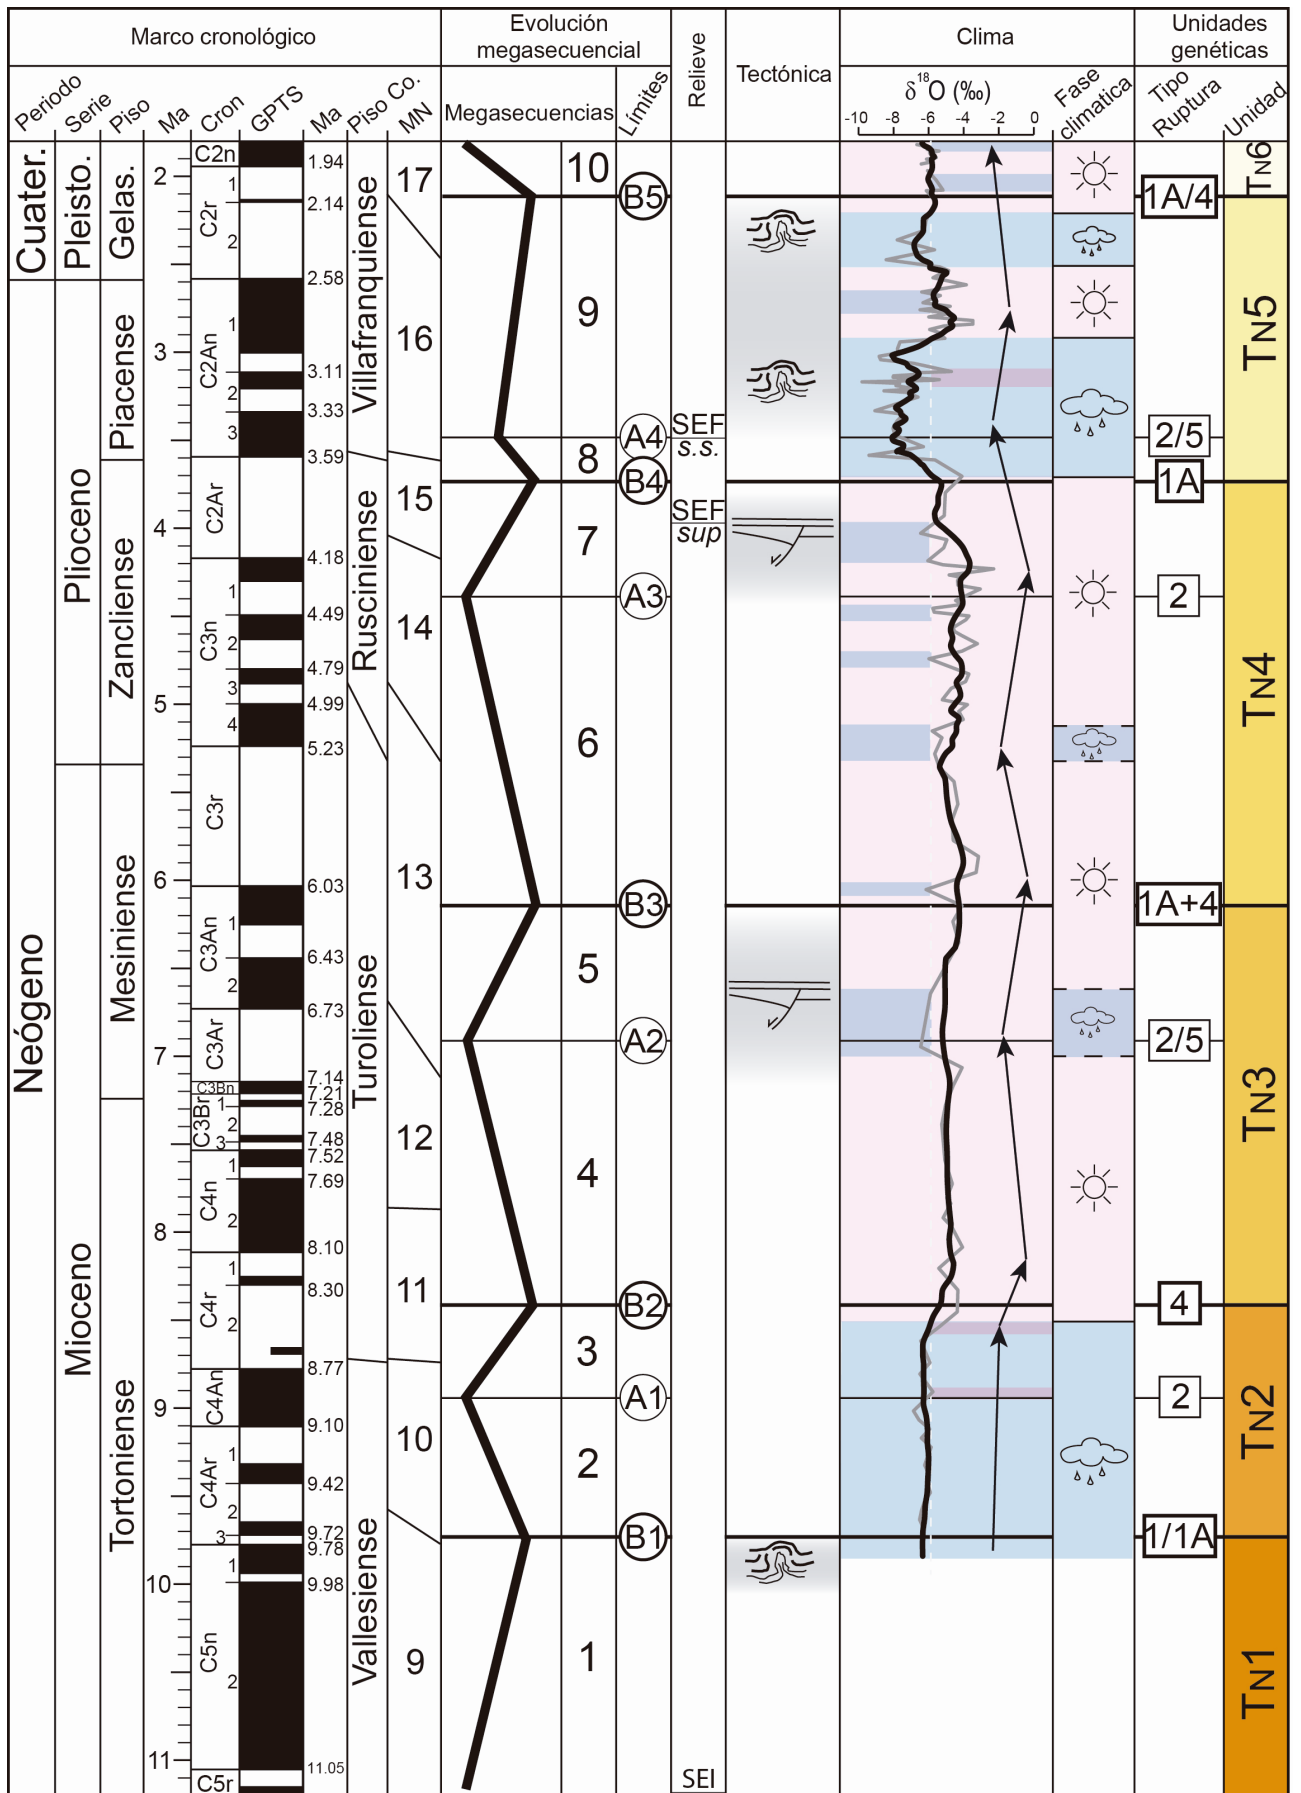 Marco cronológico
Evolución
megasecuencial
Relieve
Tectónica
Clima
Unidades
genéticas
Periodo
Serie
Piso
Ma
Cron
GPTS
Ma
Piso Co.
MN
Megasecuencias
Límites
δ¹⁸O (‰)
-10 -8 -6 -4 -2 0
Fase
climatica
Tipo
Ruptura
Unidad
Cuater.
Neógeno
Pleisto.
Plioceno
Mioceno
Gelas.
Piacense
Zancliense
Mesiniense
Tortoniense
2
3
4
5
6
7
8
9
10
11
C2n
C2r
1
2
C2An
1
2
3
C2Ar
C3n
1
2
3
4
C3r
C3An
1
2
C3Ar
C3Bn
C3Br
1
2
3
C4n
1
2
C4r
1
2
C4An
C4Ar
1
2
3
C5n
1
2
C5r
1.94
2.14
2.58
3.11
3.33
3.59
4.18
4.49
4.79
4.99
5.23
6.03
6.43
6.73
7.14
7.21
7.28
7.48
7.52
7.69
8.10
8.30
8.77
9.10
9.42
9.72
9.78
9.98
11.05
Villafranquiense
Rusciniense
Turoliense
Vallesiense
17
16
15
14
13
12
11
10
9
10
9
8
7
6
5
4
3
2
1
B5
A4
B4
A3
B3
A2
B2
A1
B1
SEF
s.s.
SEF
sup
SEI
1A/4
2/5
1A
2
1A+4
2/5
4
2
1/1A
TN6
TN5
TN4
TN3
TN2
TN1